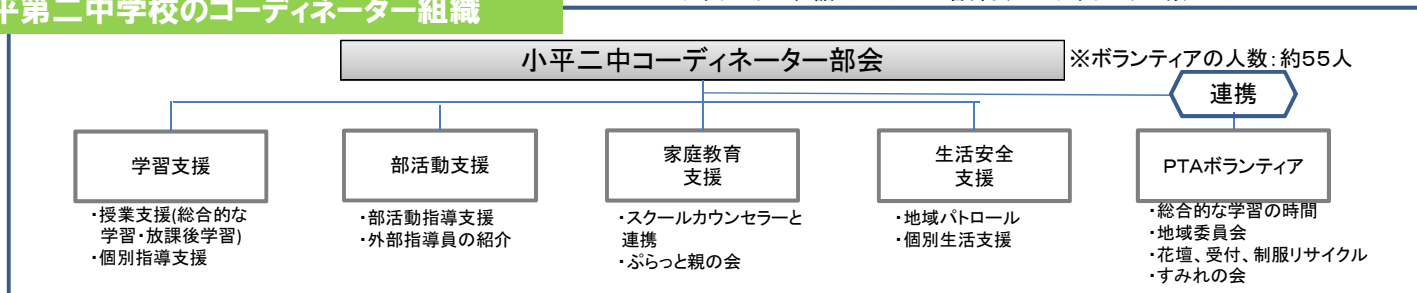 平第二中学校のコーディネーター組織
小平二中コーディネーター部会
※ボランティアの人数:約55人
連携
学習支援
・授業支援(総合的な
学習・放課後学習)
・個別指導支援
部活動支援
・部活動指導支援
・外部指導員の紹介
家庭教育
支援
・スクールカウンセラーと
連携
・ぷらっと親の会
生活安全
支援
・地域パトロール
・個別生活支援
PTAボランティア
・総合的な学習の時間
・地域委員会
・花壇、受付、制服リサイクル
・すみれの会